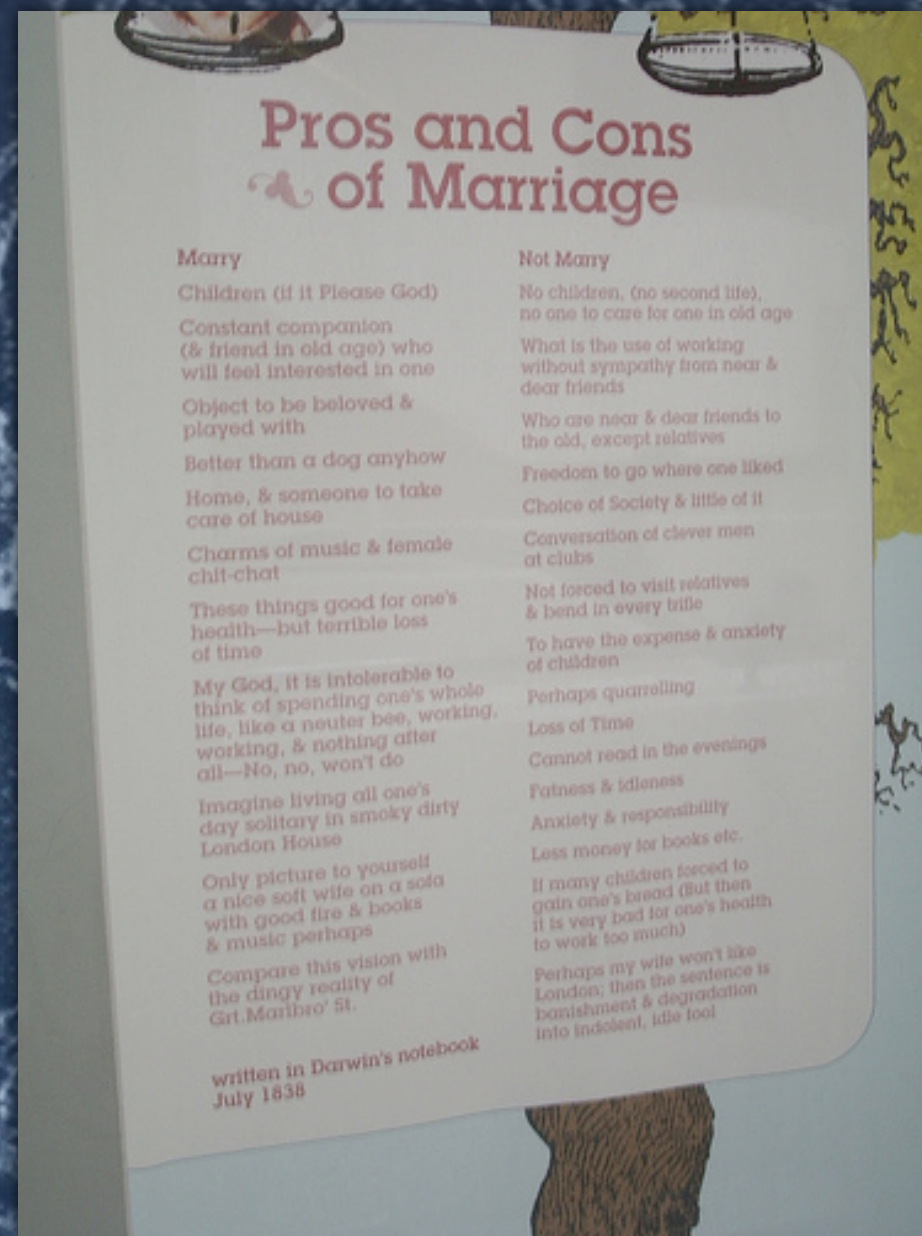 Pros and Cons
of Marriage
Marry
Children (if it Please God)
Constant companion
(& friend in old age) who
will feel interested in one
Object to be beloved &
played with
Better than a dog anyhow
Home, & someone to take
care of house
Charms of music & female
chit-chat
These things good for one's
health—but terrible loss
of time
My God, it is intolerable to
think of spending one's whole
life, like a neuter bee, working,
working, & nothing after
all—No, no, won't do
Imagine living all one's
day solitary in smoky dirty
London House
Only picture to yourself
a nice soft wife on a sofa
with good fire & books
& music perhaps
Compare this vision with
the dingy reality of
Grt.Marlbro' St.
written in Darwin's notebook
July 1838
Not Marry
No children, (no second life),
no one to care for one in old age
What is the use of working
without sympathy from near &
dear friends
Who are near & dear friends to
the old, except relatives
Freedom to go where one liked
Choice of Society & little of it
Conversation of clever men
at clubs
Not forced to visit relatives
& bend in every trifle
To have the expense & anxiety
of children
Perhaps quarrelling
Loss of Time
Cannot read in the evenings
Fatness & idleness
Anxiety & responsibility
Less money for books etc.
If many children forced to
gain one's bread (But then
it is very bad for one's health
to work too much)
Perhaps my wife won't like
London; then the sentence is
banishment & degradation
into indolent, idle fool